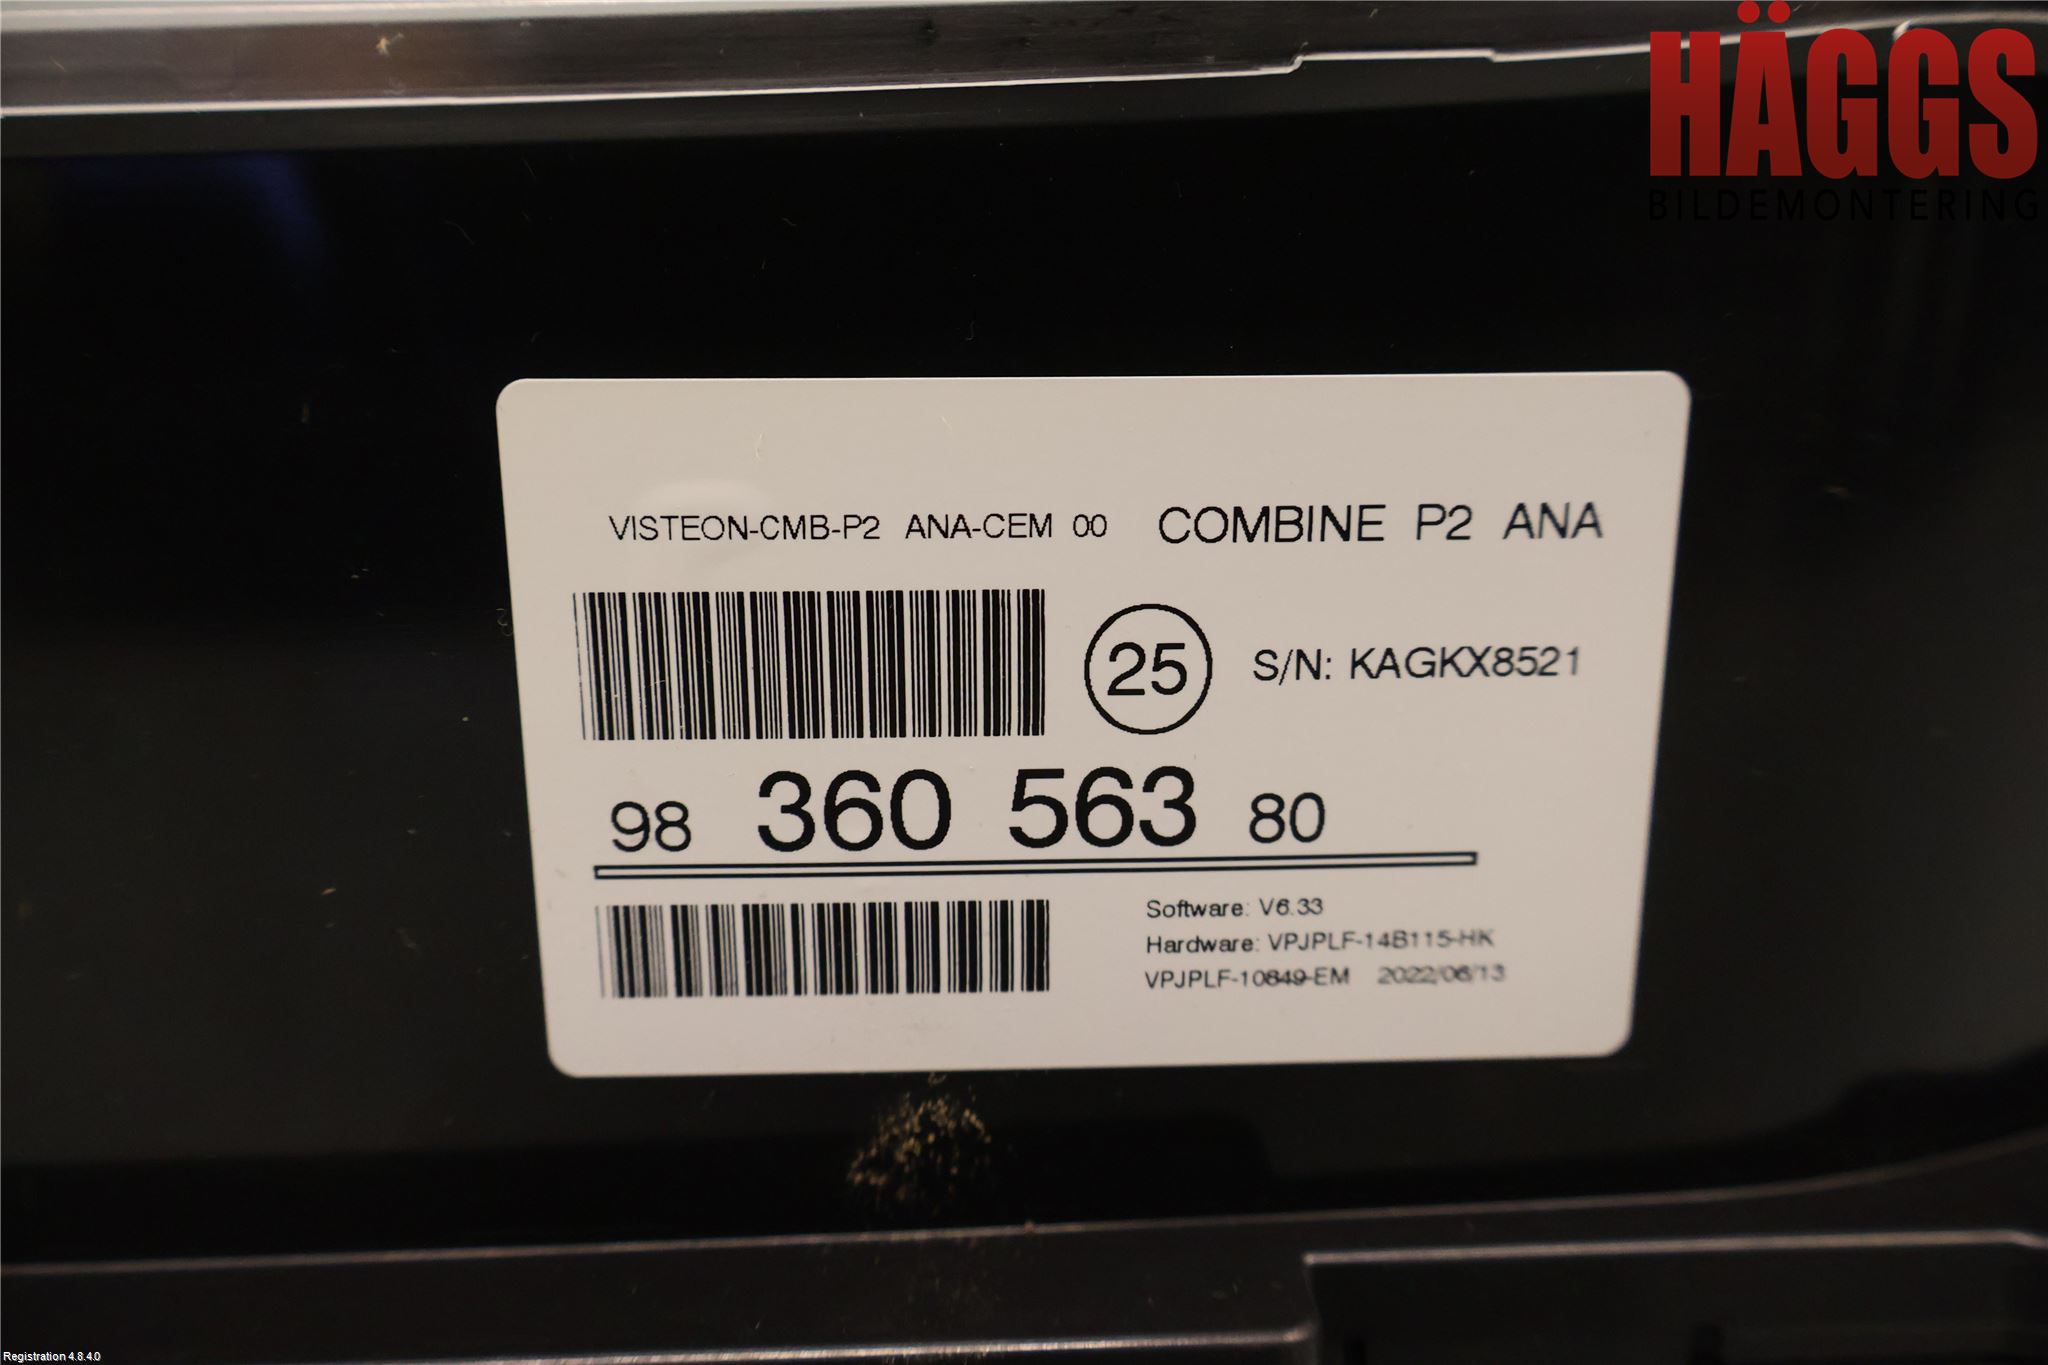 HÄGGS
BILDEMONTERING
VISTEON-CMB-P2 ANA-CEM 00 COMBINE P2 ANA
25 S/N: KAGKX8521
98 360 563 80
Software: V6.33
Hardware: VPJPLF-14B115-HK
VPJPLF-10849-EM 2022/06/13
Registration 4.8.4.0